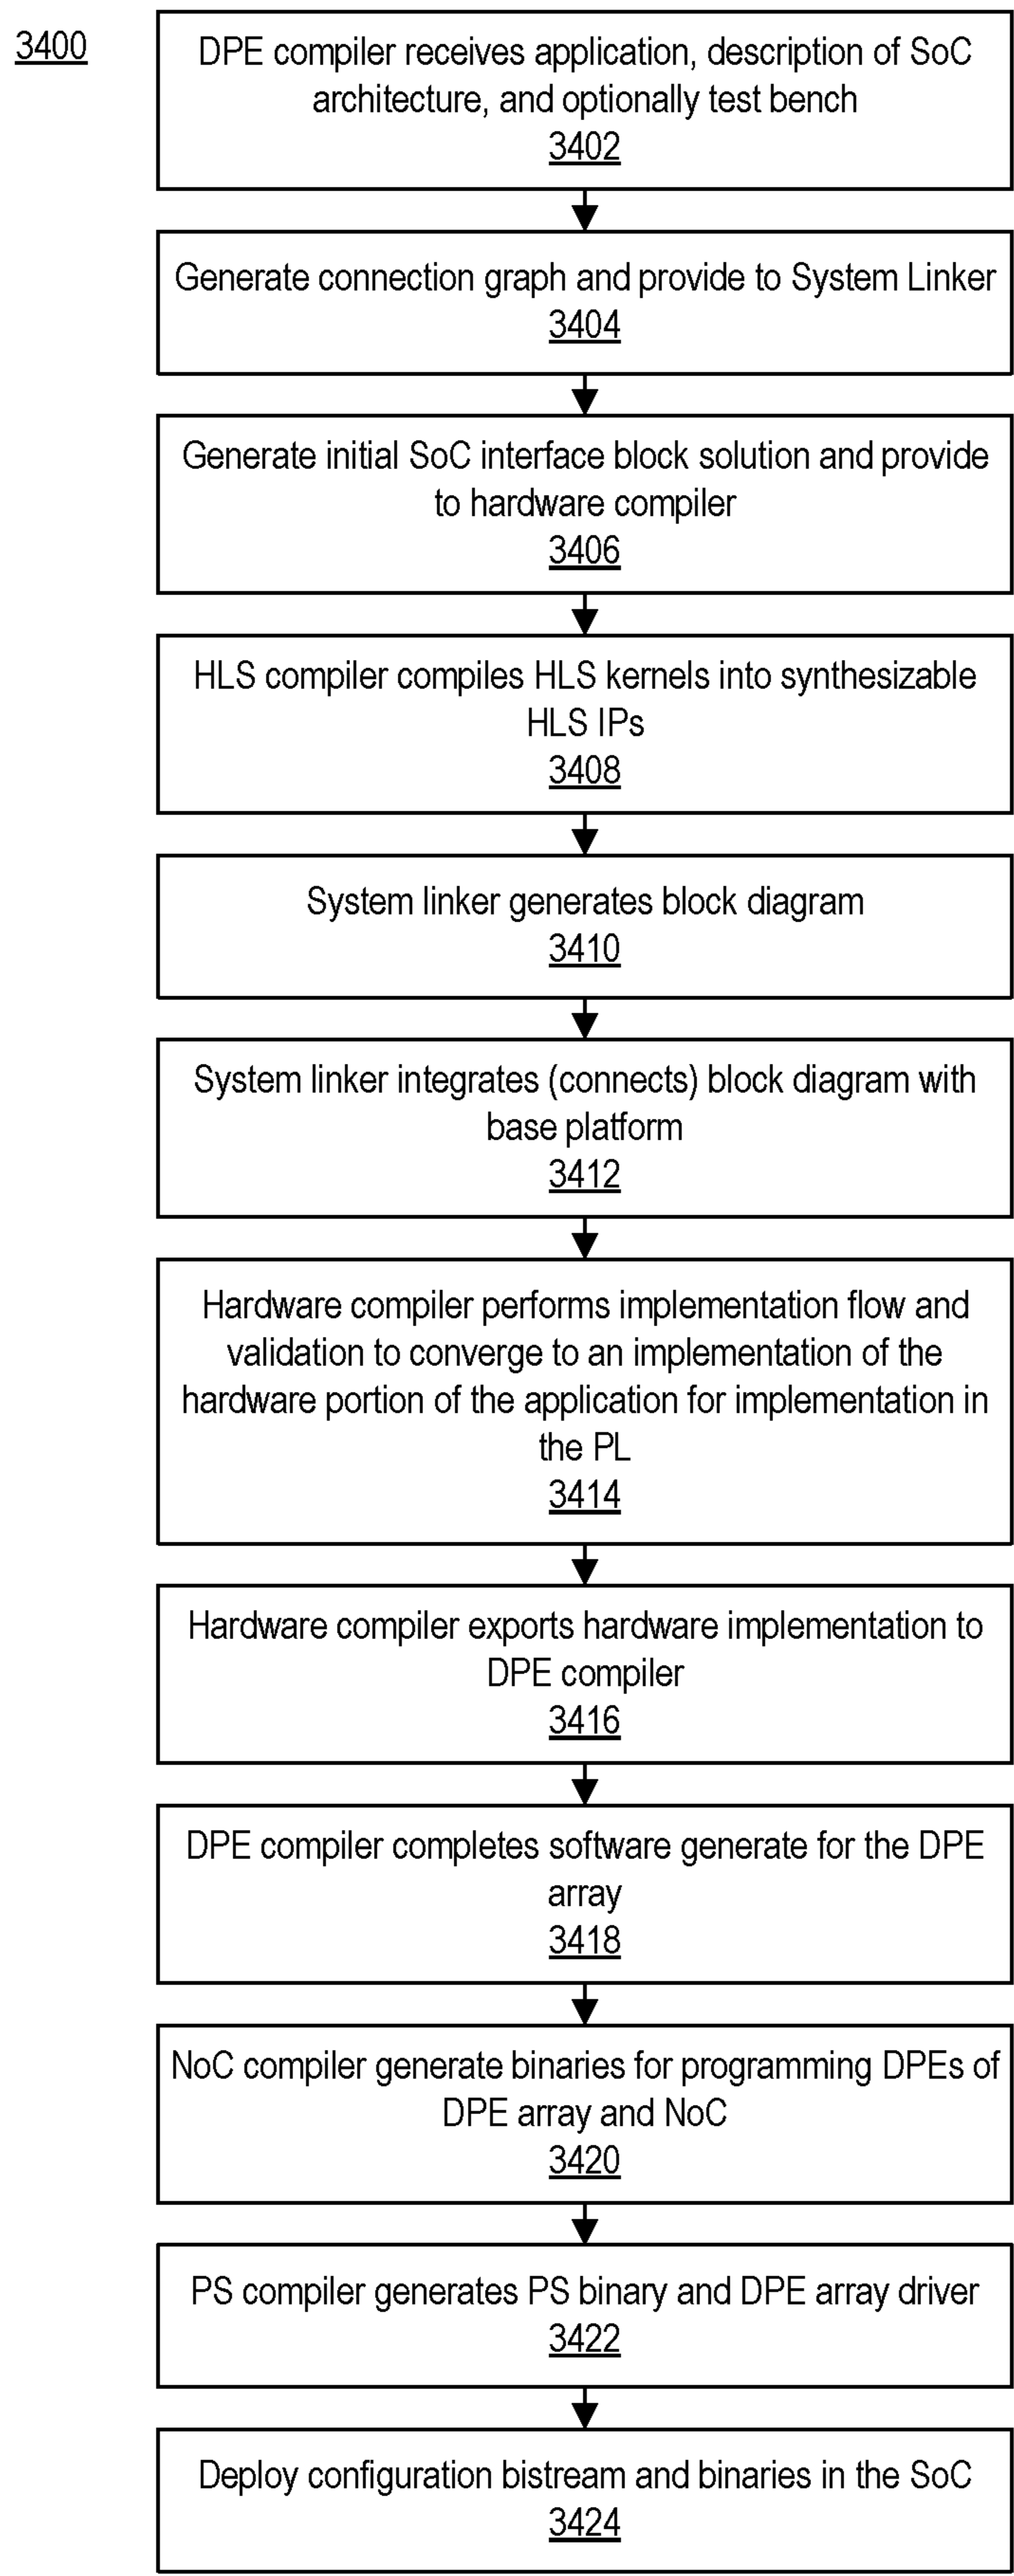 3400
DPE compiler receives application, description of SoC
architecture, and optionally test bench
3402
Generate connection graph and provide to System Linker
3404
Generate initial SoC interface block solution and provide
to hardware compiler
3406
HLS compiler compiles HLS kernels into synthesizable
HLS IPs
3408
System linker generates block diagram
3410
System linker integrates (connects) block diagram with
base platform
3412
Hardware compiler performs implementation flow and
validation to converge to an implementation of the
hardware portion of the application for implementation in
the PL
3414
Hardware compiler exports hardware implementation to
DPE compiler
3416
DPE compiler completes software generate for the DPE
array
3418
NoC compiler generate binaries for programming DPEs of
DPE array and NoC
3420
PS compiler generates PS binary and DPE array driver
3422
Deploy configuration bistream and binaries in the SoC
3424